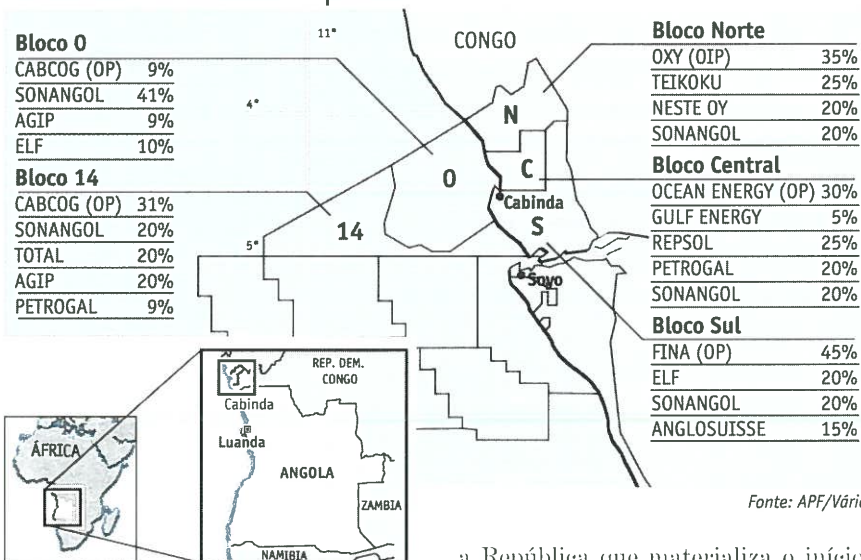 Bloco 0
CABCOG (OP) 9%
SONANGOL 41%
AGIP 9%
ELF 10%
Bloco 14
CABCOG (OP) 31%
SONANGOL 20%
TOTAL 20%
AGIP 20%
PETROGAL 9%
11°
4°
5°
CONGO
N
C
0
Cabinda
S
14
Soyo
Bloco Norte
OXY (OIP) 35%
TEIKOKU 25%
NESTE OY 20%
SONANGOL 20%
Bloco Central
OCEAN ENERGY (OP) 30%
GULF ENERGY 5%
REPSOL 25%
PETROGAL 20%
SONANGOL 20%
Bloco Sul
FINA (OP) 45%
ELF 20%
SONANGOL 20%
ANGLOSUISSE 15%
ÁFRICA
REP. DEM.
CONGO
Cabinda
Luanda
ANGOLA
ZAMBIA
NAMIBIA
Fonte: APF/Vári
a República que materializa o iníci